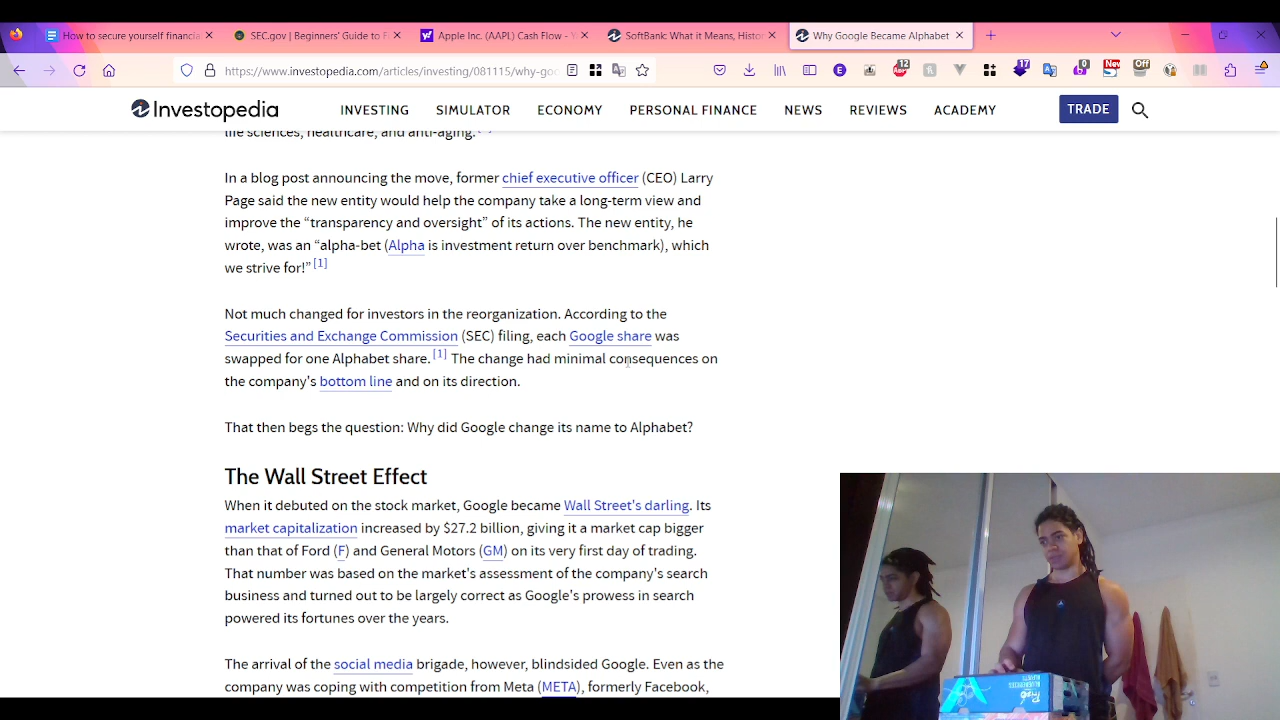 How to secure yourself financia
SEC.gov | Beginners' Guide to Fi
Apple Inc. (AAPL) Cash Flow - Y
SoftBank: What it Means, Histor
Why Google Became Alphabet
https://www.investopedia.com/articles/investing/081115/why-goo
12
New
17
0
Off
Investopedia
INVESTING
SIMULATOR
ECONOMY
PERSONAL FINANCE
NEWS
REVIEWS
ACADEMY
TRADE
life sciences, healthcare, and anti-aging.
In a blog post announcing the move, former chief executive officer (CEO) Larry
Page said the new entity would help the company take a long-term view and
improve the “transparency and oversight” of its actions. The new entity, he
wrote, was an “alpha-bet (Alpha is investment return over benchmark), which
we strive for!” [1]
Not much changed for investors in the reorganization. According to the
Securities and Exchange Commission (SEC) filing, each Google share was
swapped for one Alphabet share. [1] The change had minimal consequences on
the company's bottom line and on its direction.
That then begs the question: Why did Google change its name to Alphabet?
The Wall Street Effect
When it debuted on the stock market, Google became Wall Street's darling. Its
market capitalization increased by $27.2 billion, giving it a market cap bigger
than that of Ford (F) and General Motors (GM) on its very first day of trading.
That number was based on the market's assessment of the company's search
business and turned out to be largely correct as Google's prowess in search
powered its fortunes over the years.
The arrival of the social media brigade, however, blindsided Google. Even as the
company was coping with competition from Meta (META), formerly Facebook,